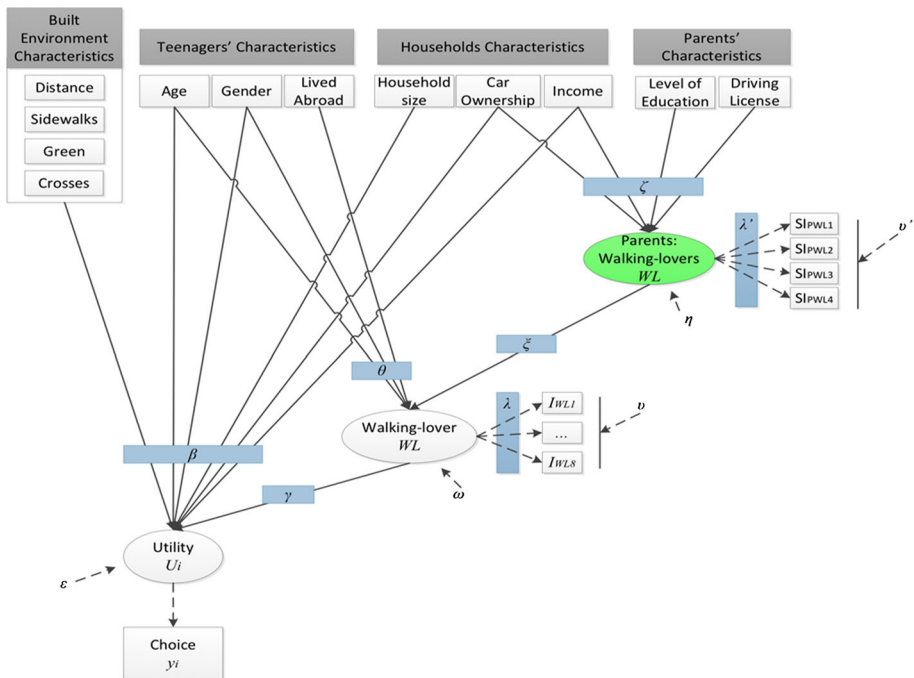 Built
Environment
Characteristics
Distance
Sidewalks
Green
Crosses
Teenagers' Characteristics
Age
Gender
Lived
Abroad
Households Characteristics
Household
size
Car
Ownership
Income
Parents'
Characteristics
Level of
Education
Driving
License
ζ
Parents:
Walking-lovers
WL
λ'
SIPWL1
SIPWL2
SIPWL3
SIPWL4
υ'
η
ξ
θ
Walking-lover
WL
λ
IWL1
...
IWL8
υ
ω
β
γ
Utility
Ui
ε
Choice
yi